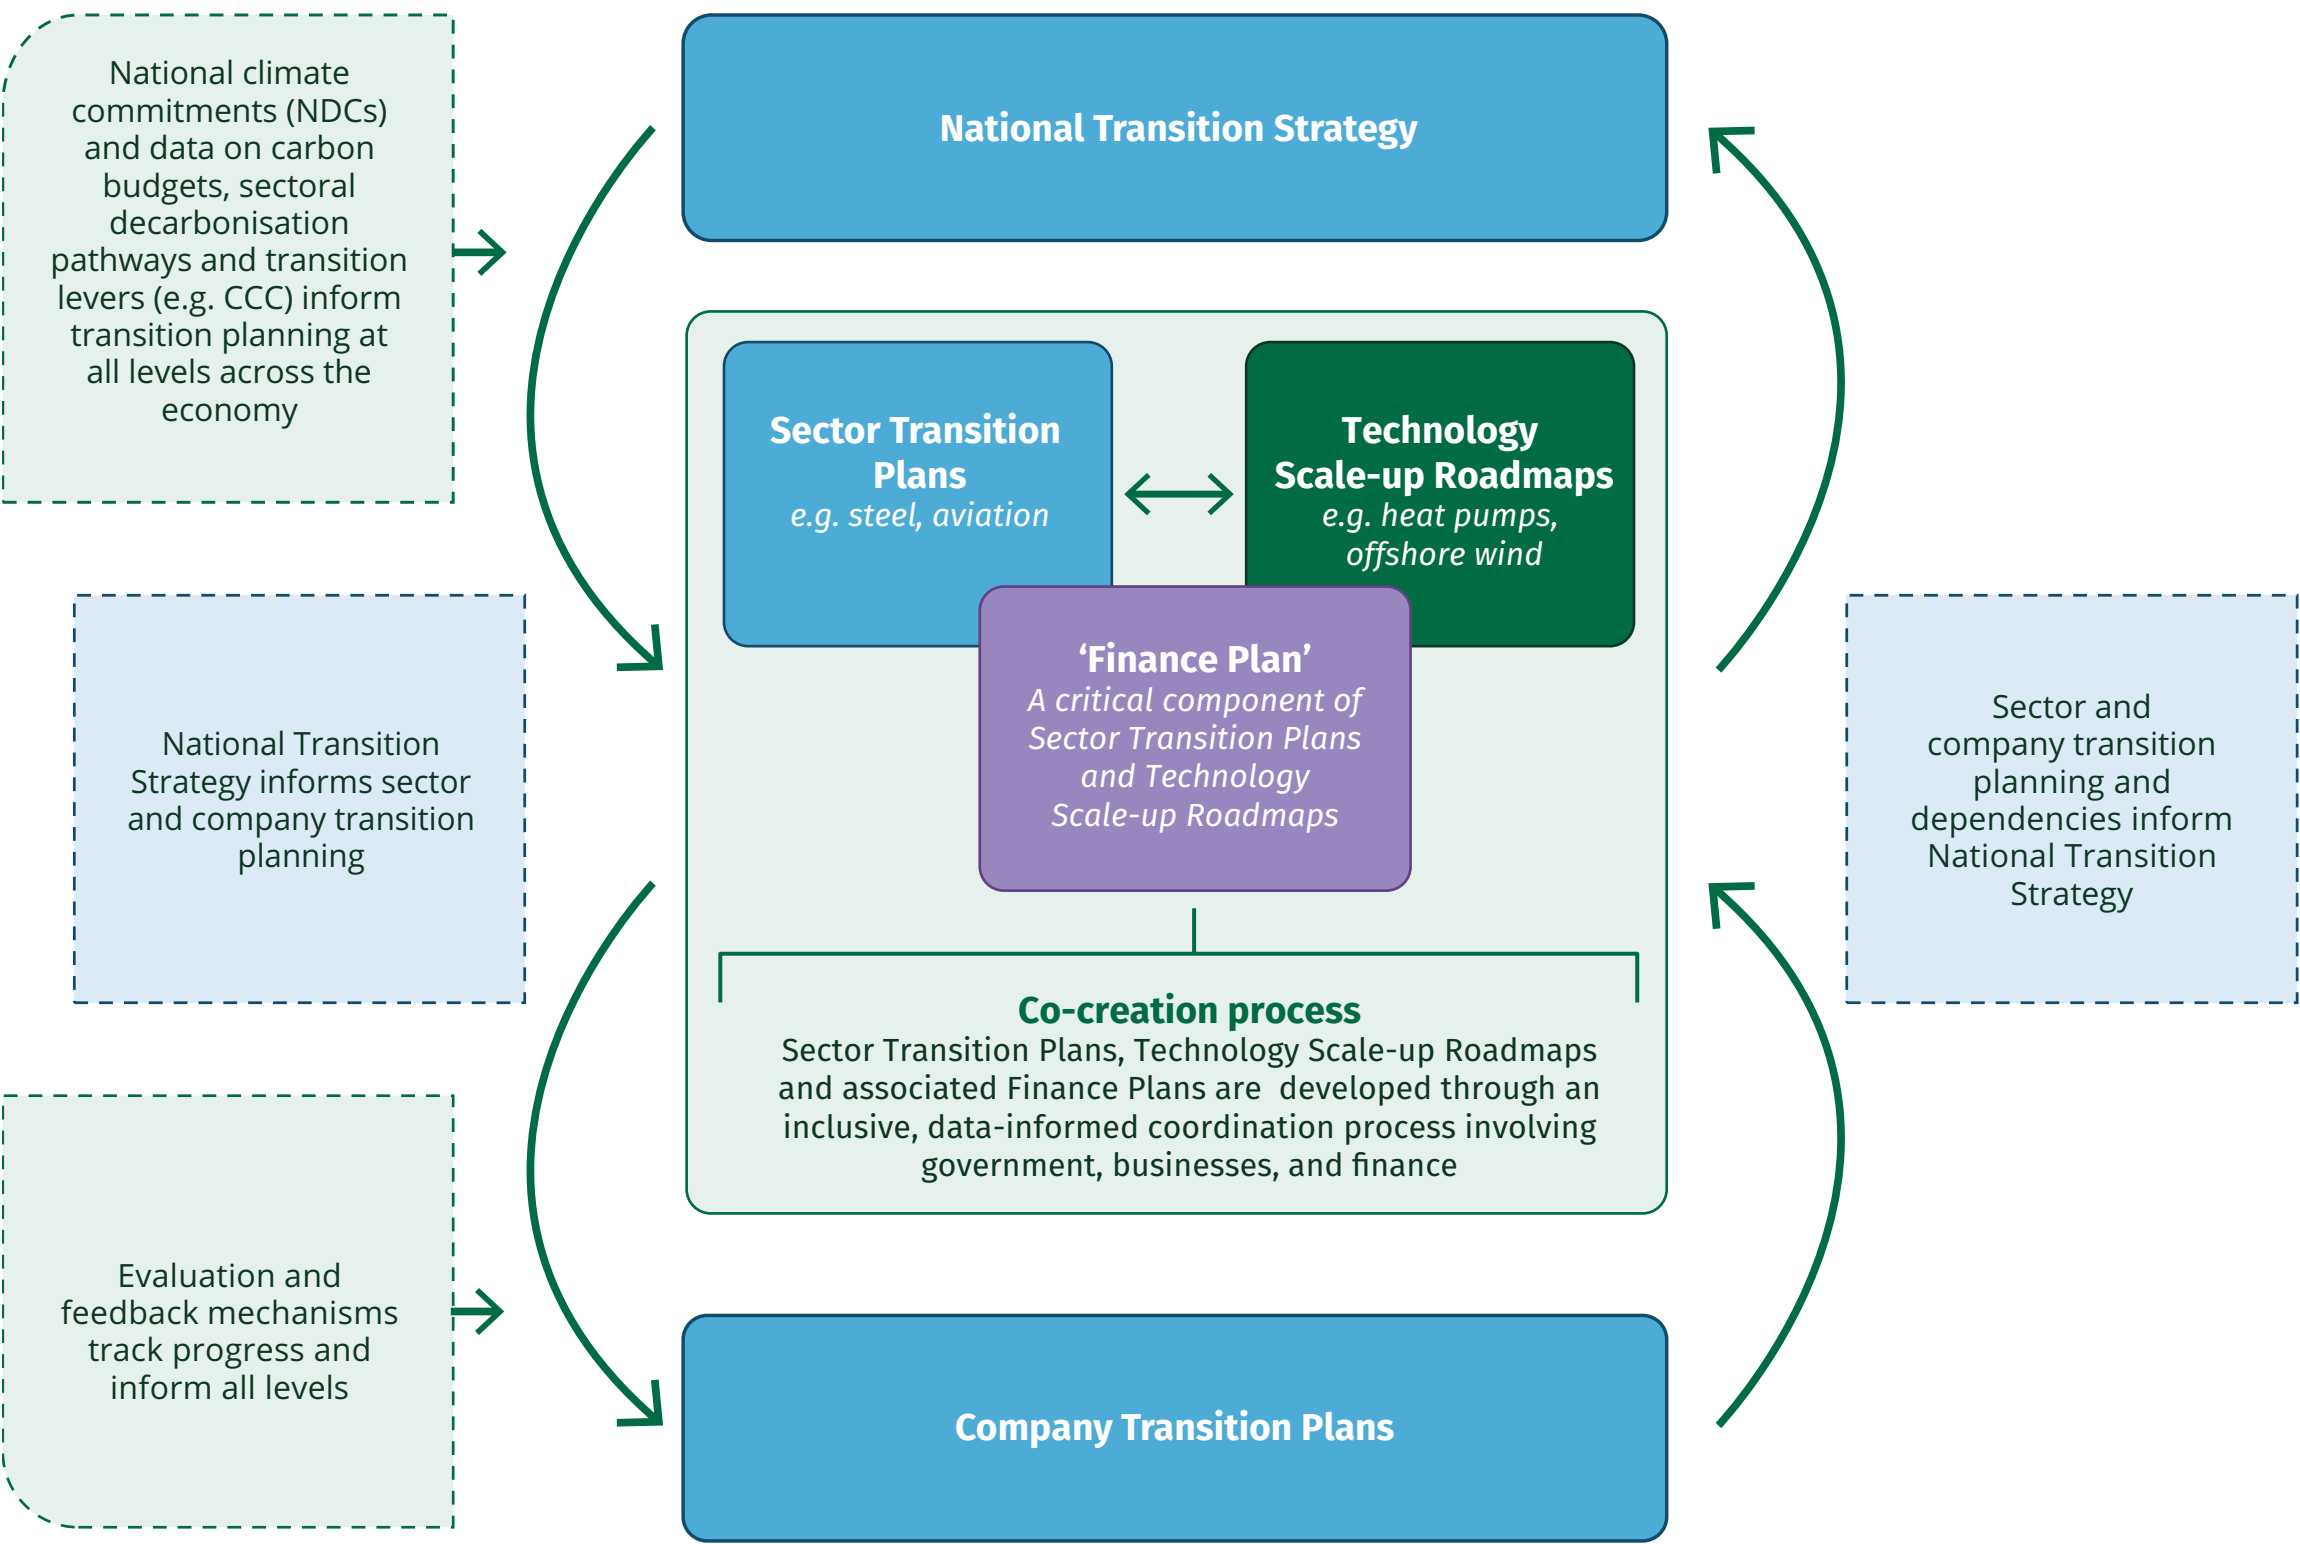 National climate
commitments (NDCs)
and data on carbon
budgets, sectoral
decarbonisation
pathways and transition
levers (e.g. CCC) inform
transition planning at
all levels across the
economy
National Transition
Strategy informs sector
and company transition
planning
Evaluation and
feedback mechanisms
track progress and
inform all levels
National Transition Strategy
Sector Transition
Plans
e.g. steel, aviation
Technology
Scale-up Roadmaps
e.g. heat pumps,
offshore wind
‘Finance Plan’
A critical component of
Sector Transition Plans
and Technology
Scale-up Roadmaps
Co-creation process
Sector Transition Plans, Technology Scale-up Roadmaps
and associated Finance Plans are developed through an
inclusive, data-informed coordination process involving
government, businesses, and finance
Company Transition Plans
Sector and
company transition
planning and
dependencies inform
National Transition
Strategy